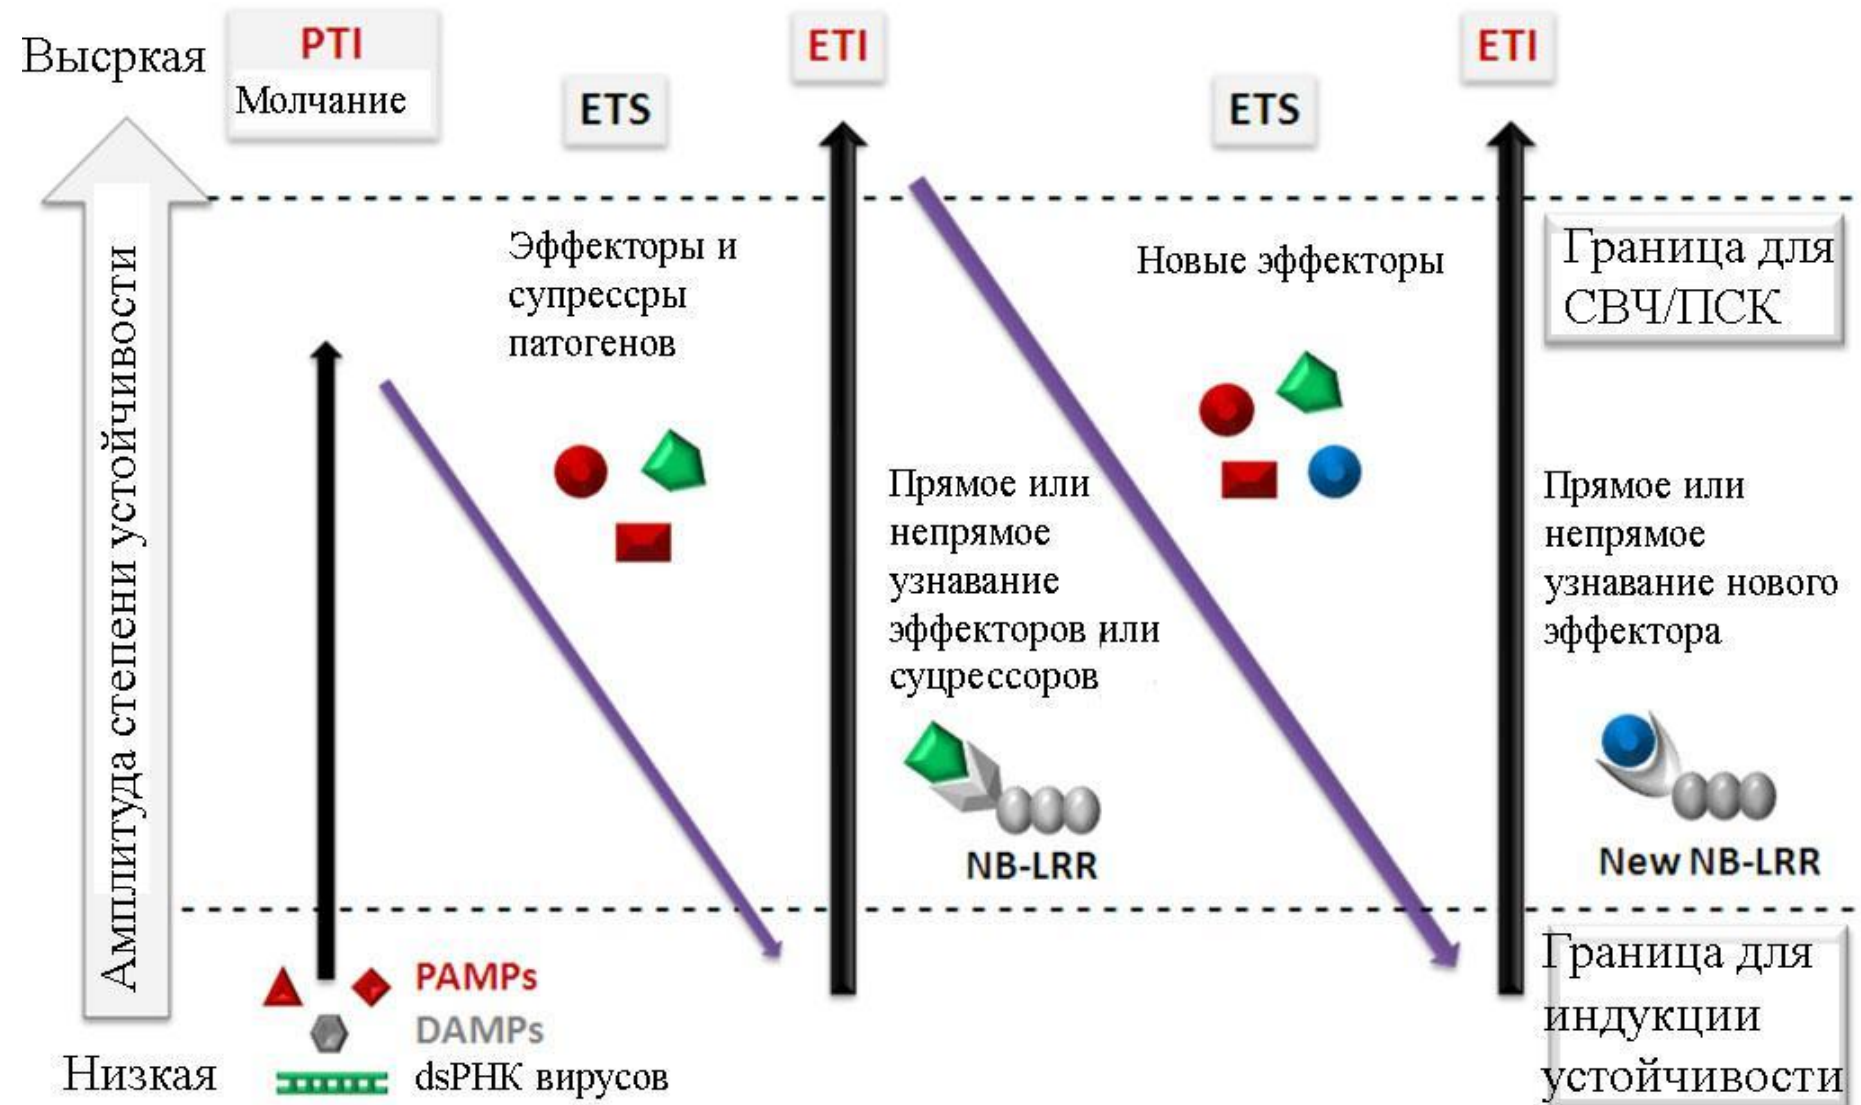 Высркая
PTI
Молчание
ETS
ETI
ETS
ETI
Амплитуда степени устойчивости
Эффекторы и
супрессры
патогенов
Новые эффекторы
Граница для
СВЧ/ПСК
Прямое или
непрямое
узнавание
эффекторов или
суцрессоров
NB-LRR
Прямое или
непрямое
узнавание нового
эффектора
New NB-LRR
PAMPs
DAMPs
dsРНК вирусов
Низкая
Граница для
индукции
устойчивости